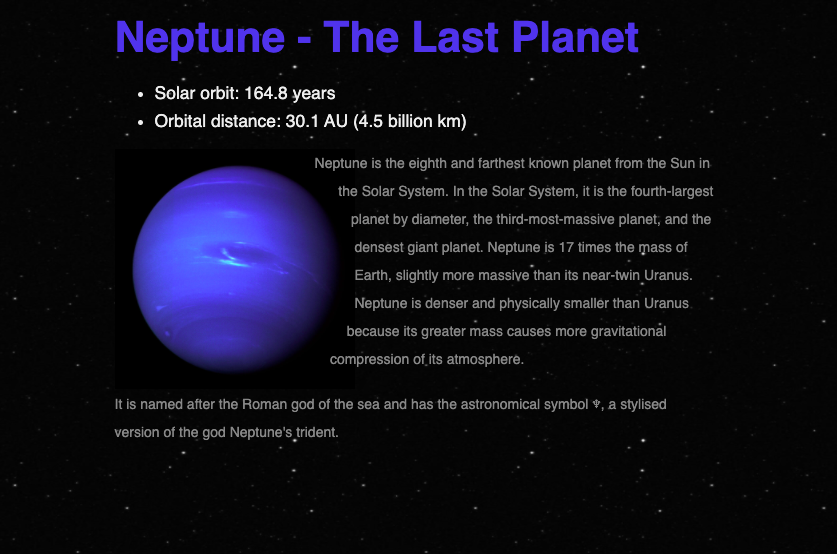 Neptune - The Last Planet
• Solar orbit: 164.8 years
• Orbital distance: 30.1 AU (4.5 billion km)
Neptune is the eighth and farthest known planet from the Sun in
the Solar System. In the Solar System, it is the fourth-largest
planet by diameter, the third-most-massive planet, and the
densest giant planet. Neptune is 17 times the mass of
Earth, slightly more massive than its near-twin Uranus.
Neptune is denser and physically smaller than Uranus
because its greater mass causes more gravitational
compression of its atmosphere.
It is named after the Roman god of the sea and has the astronomical symbol ♆, a stylised
version of the god Neptune's trident.